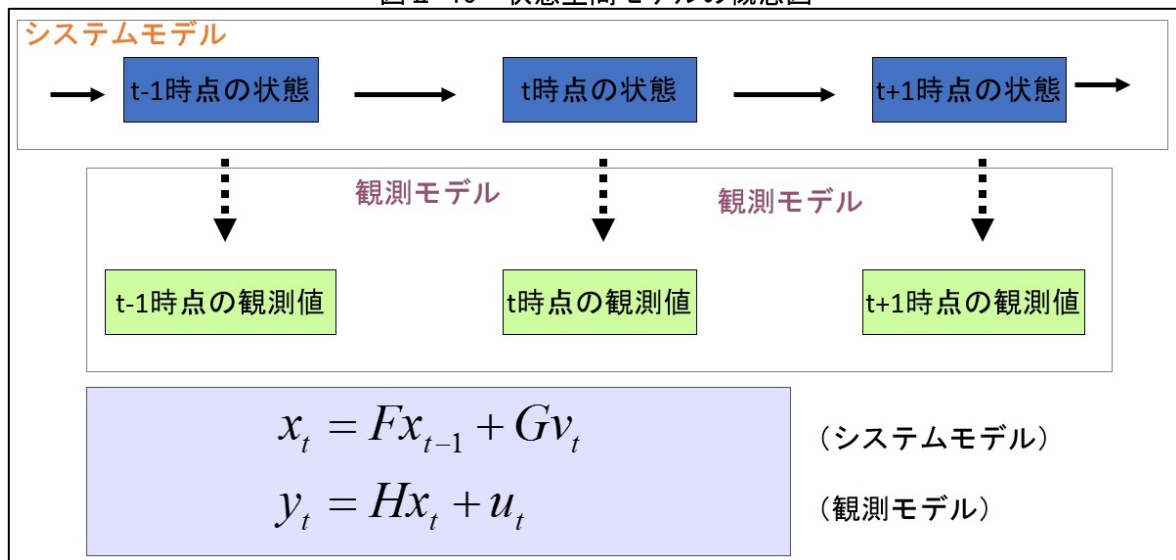 システムモデル
t-1時点の状態 t時点の状態 t+1時点の状態
観測モデル 観測モデル
t-1時点の観測値 t時点の観測値 t+1時点の観測値
x_t = Fx_{t-1} + Gv_t （システムモデル）
y_t = Hx_t + u_t （観測モデル）